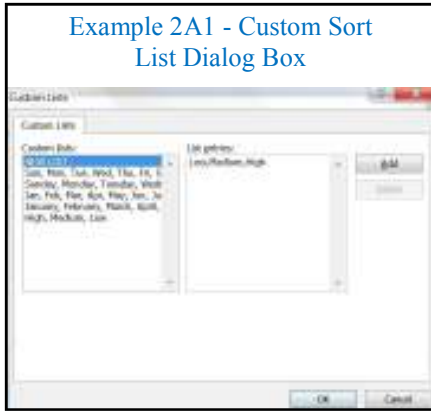 Example 2A1 - Custom Sort
List Dialog Box
Custom Lists
Custom Lists
Custom lists:
List entries:
NEW LIST
Low,Medium,High
Add
Sun, Mon, Tue, Wed, Thu, Fri, S
Sunday, Monday, Tuesday, Wedn
Jan, Feb, Mar, Apr, May, Jun, Ju
January, February, March, April,
High, Medium, Low
OK
Cancel